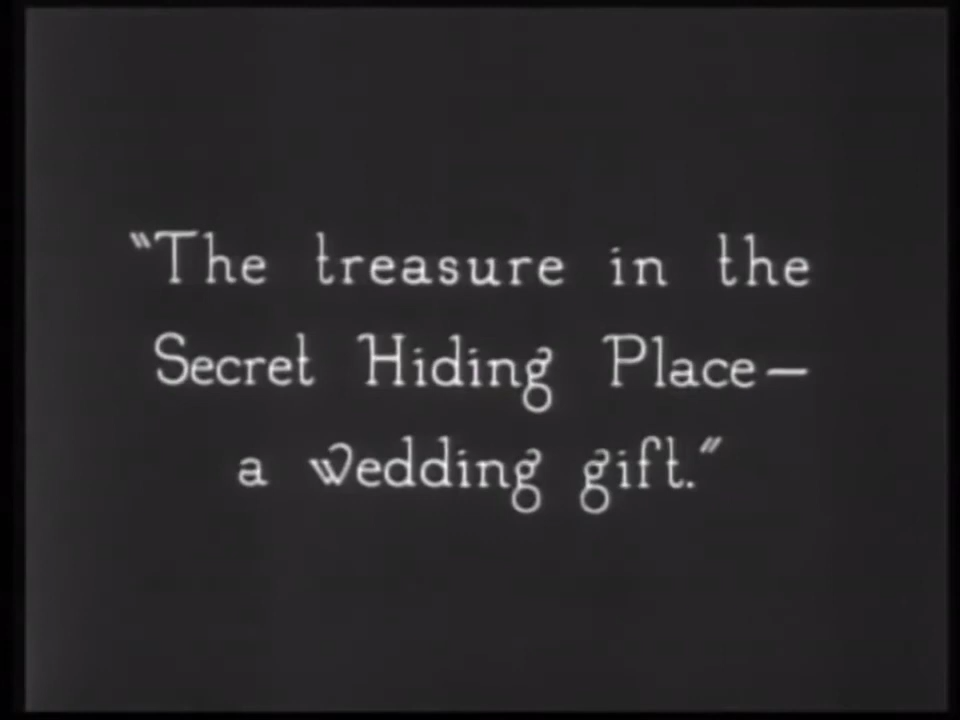 "The treasure in the
Secret Hiding Place—
a wedding gift."